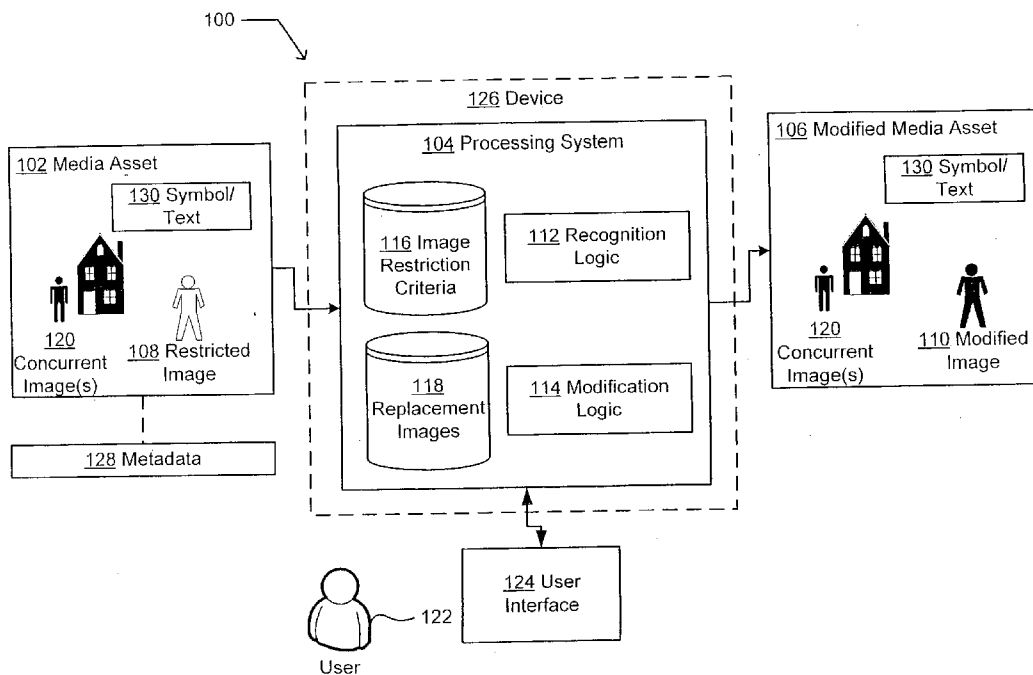 100
126 Device
102 Media Asset
130 Symbol/
Text
120
Concurrent
Image(s)
108 Restricted
Image
128 Metadata
104 Processing System
116 Image
Restriction
Criteria
112 Recognition
Logic
118
Replacement
Images
114 Modification
Logic
106 Modified Media Asset
130 Symbol/
Text
120
Concurrent
Image(s)
110 Modified
Image
124 User
Interface
122
User